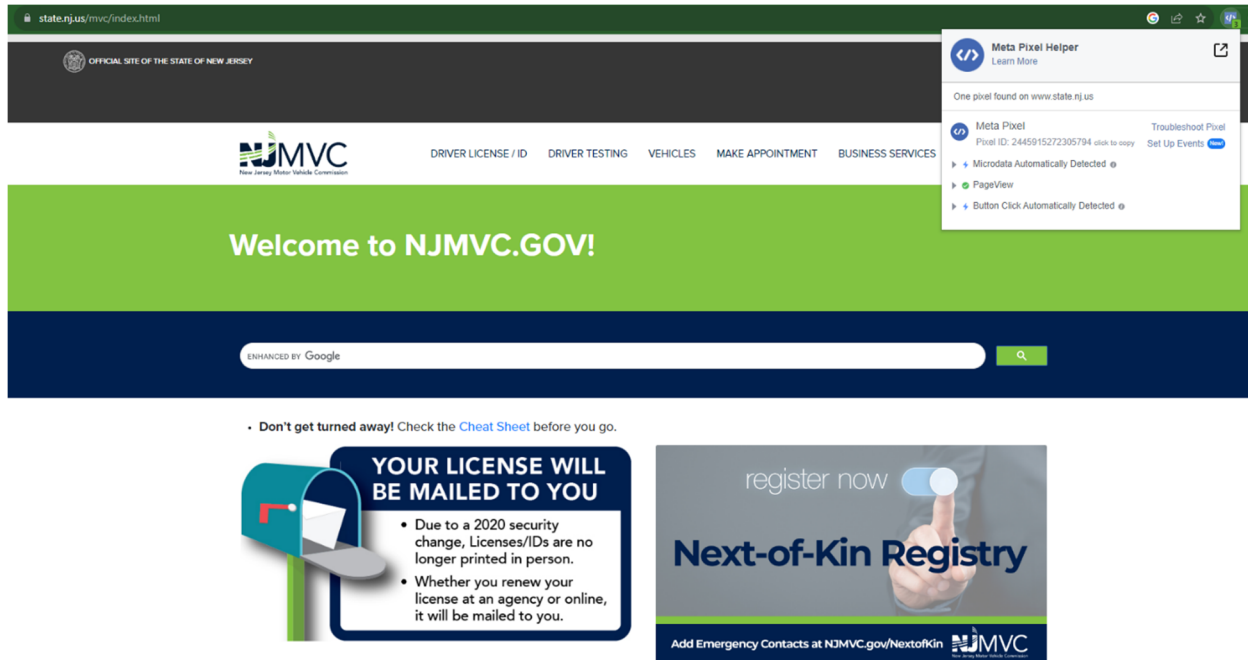 state.nj.us/mvc/index.html
OFFICIAL SITE OF THE STATE OF NEW JERSEY
Meta Pixel Helper
Learn More
One pixel found on www.state.nj.us
Meta Pixel
Troubleshoot Pixel
Pixel ID: 2445915272305794 click to copy
Set Up Events New!
Microdata Automatically Detected
PageView
Button Click Automatically Detected
NJMVC
New Jersey Motor Vehicle Commission
DRIVER LICENSE / ID DRIVER TESTING VEHICLES MAKE APPOINTMENT BUSINESS SERVICES
Welcome to NJMVC.GOV!
ENHANCED BY Google
• Don't get turned away! Check the Cheat Sheet before you go.
YOUR LICENSE WILL
BE MAILED TO YOU
• Due to a 2020 security
change, Licenses/IDs are no
longer printed in person.
• Whether you renew your
license at an agency or online,
it will be mailed to you.
register now
Next-of-Kin Registry
Add Emergency Contacts at NJMVC.gov/NextofKin
NJMVC
New Jersey Motor Vehicle Commission